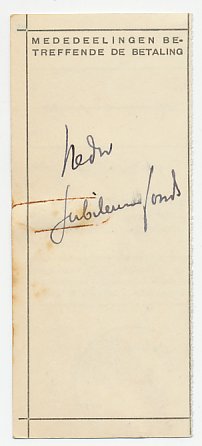 MEDEDEELINGEN BE-
TREFFENDE DE BETALING
Jubileumfonds